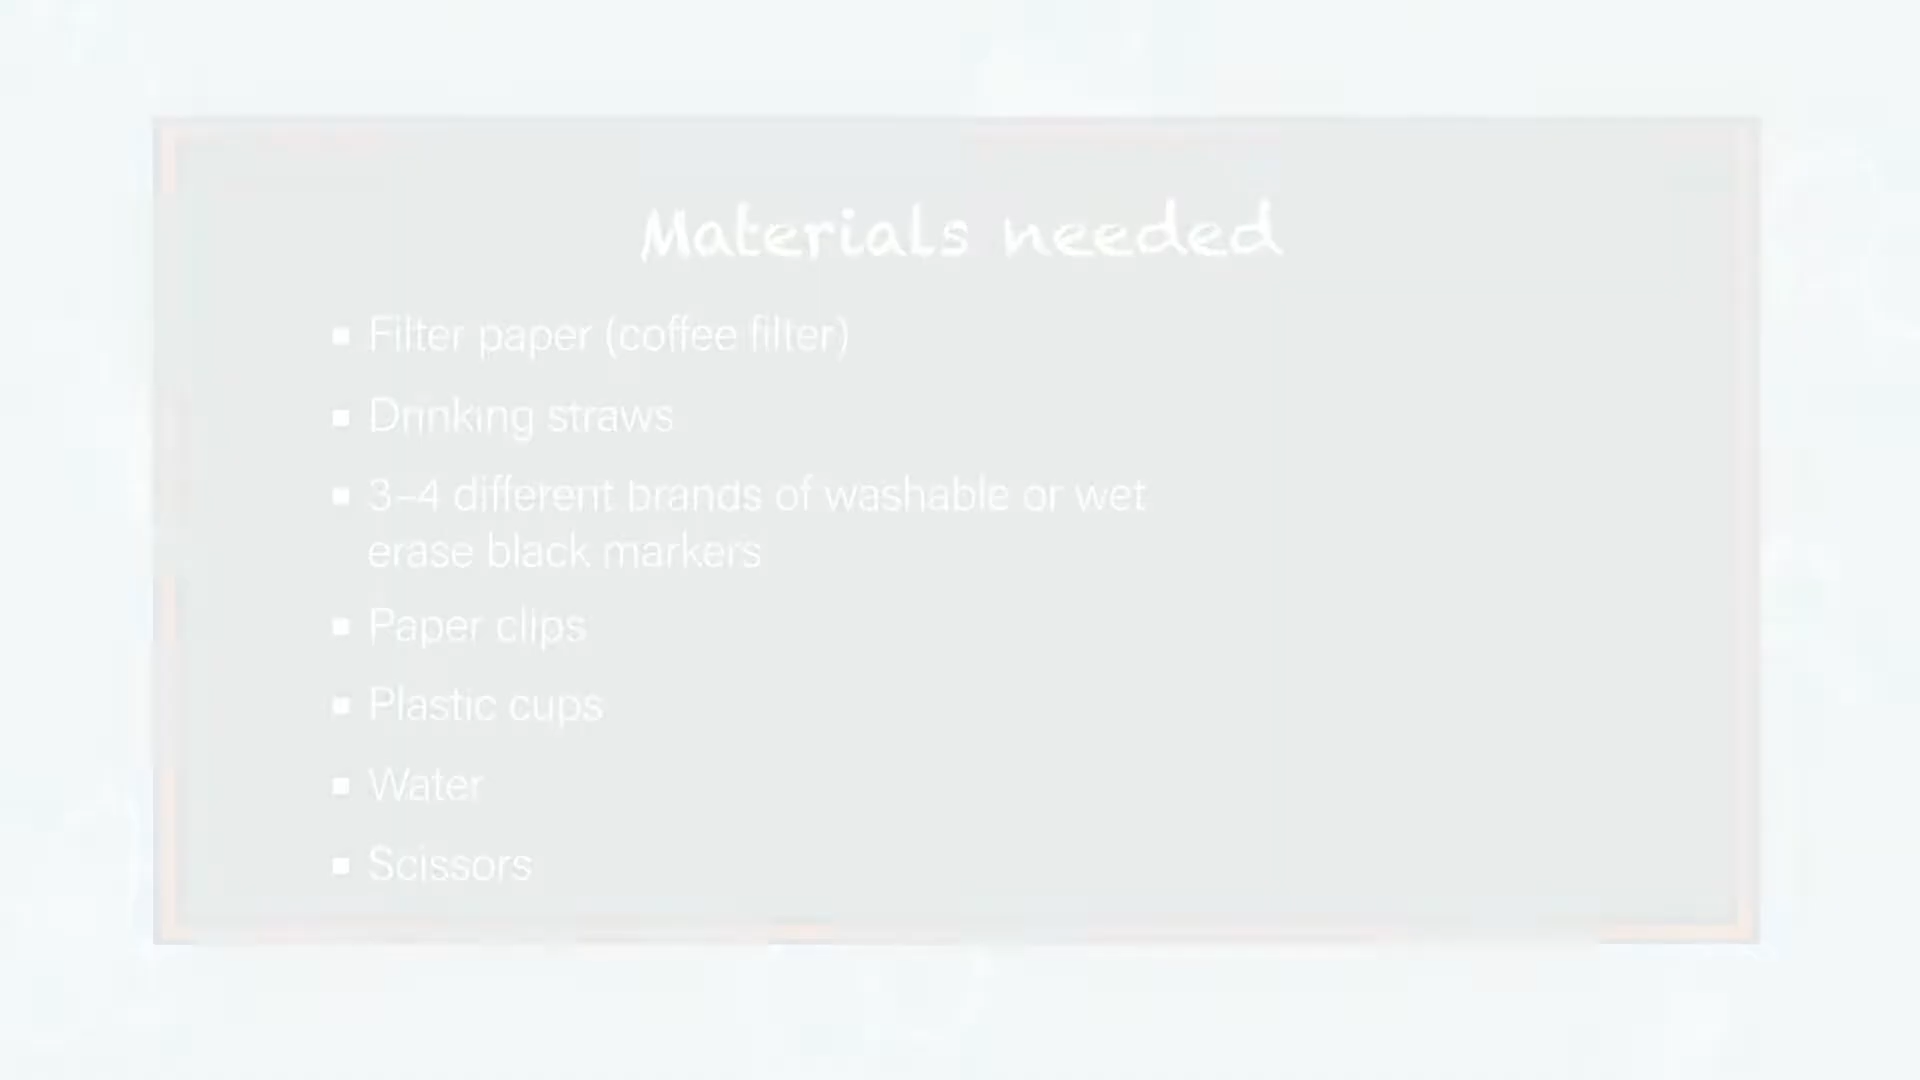 Materials needed
▪ Filter paper (coffee filter)
▪ Drinking straws
▪ 3–4 different brands of washable or wet
erase black markers
▪ Paper clips
▪ Plastic cups
▪ Water
▪ Scissors